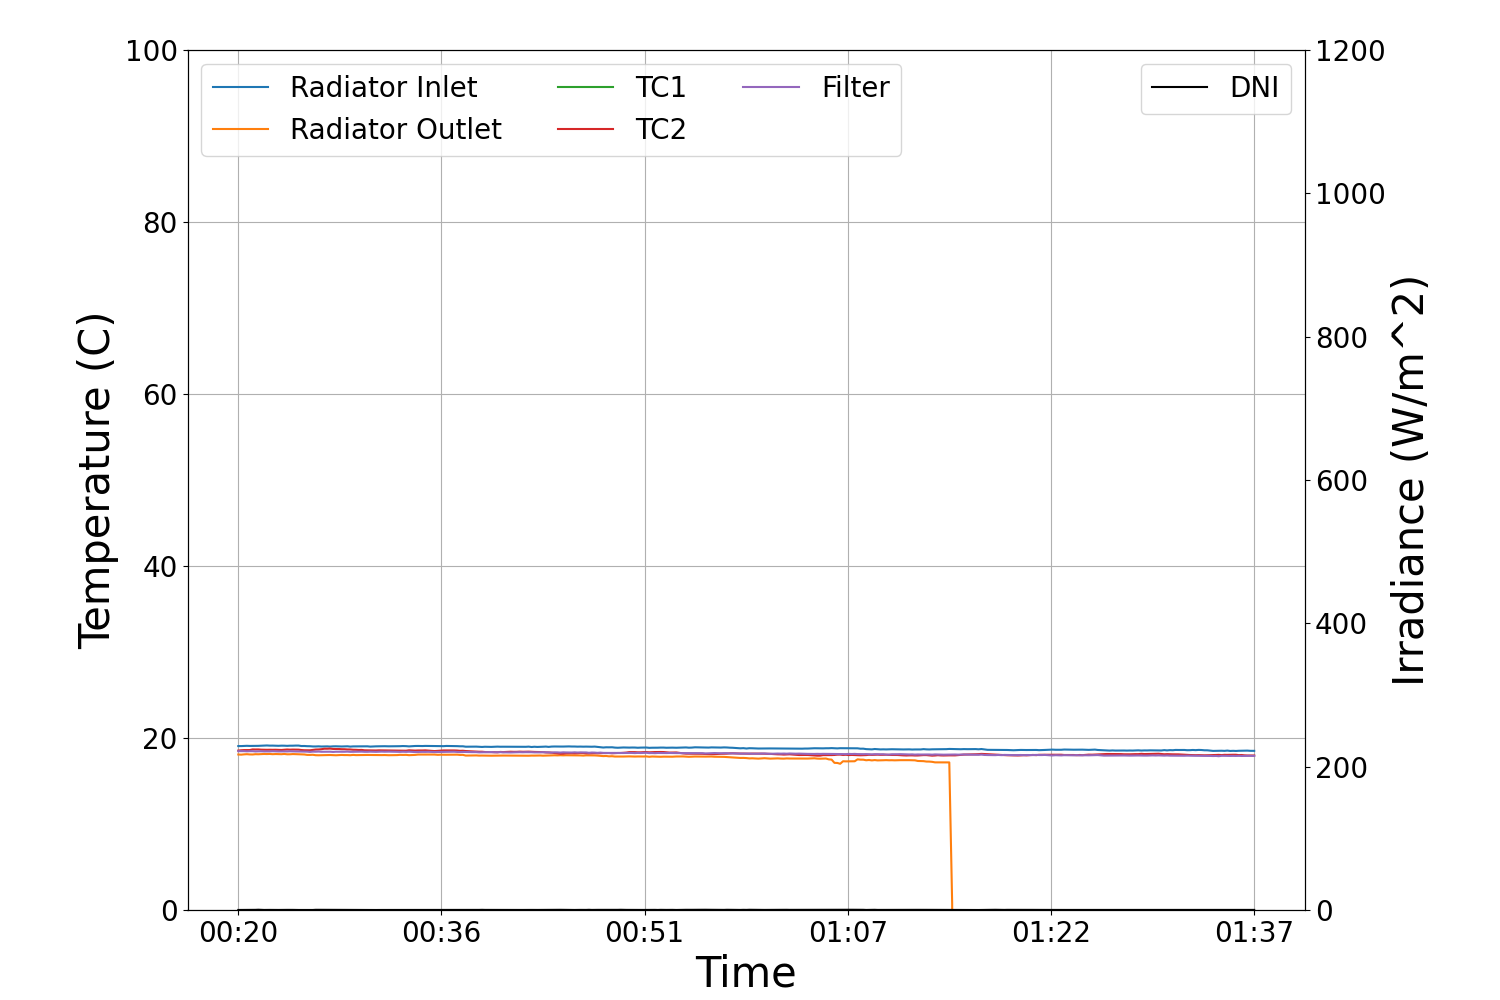 100
80
60
40
20
0
Temperature (C)
Radiator Inlet
Radiator Outlet
TC1
TC2
Filter
DNI
1200
1000
800
600
400
200
0
Irradiance (W/m^2)
00:20 00:36 00:51 01:07 01:22 01:37
Time